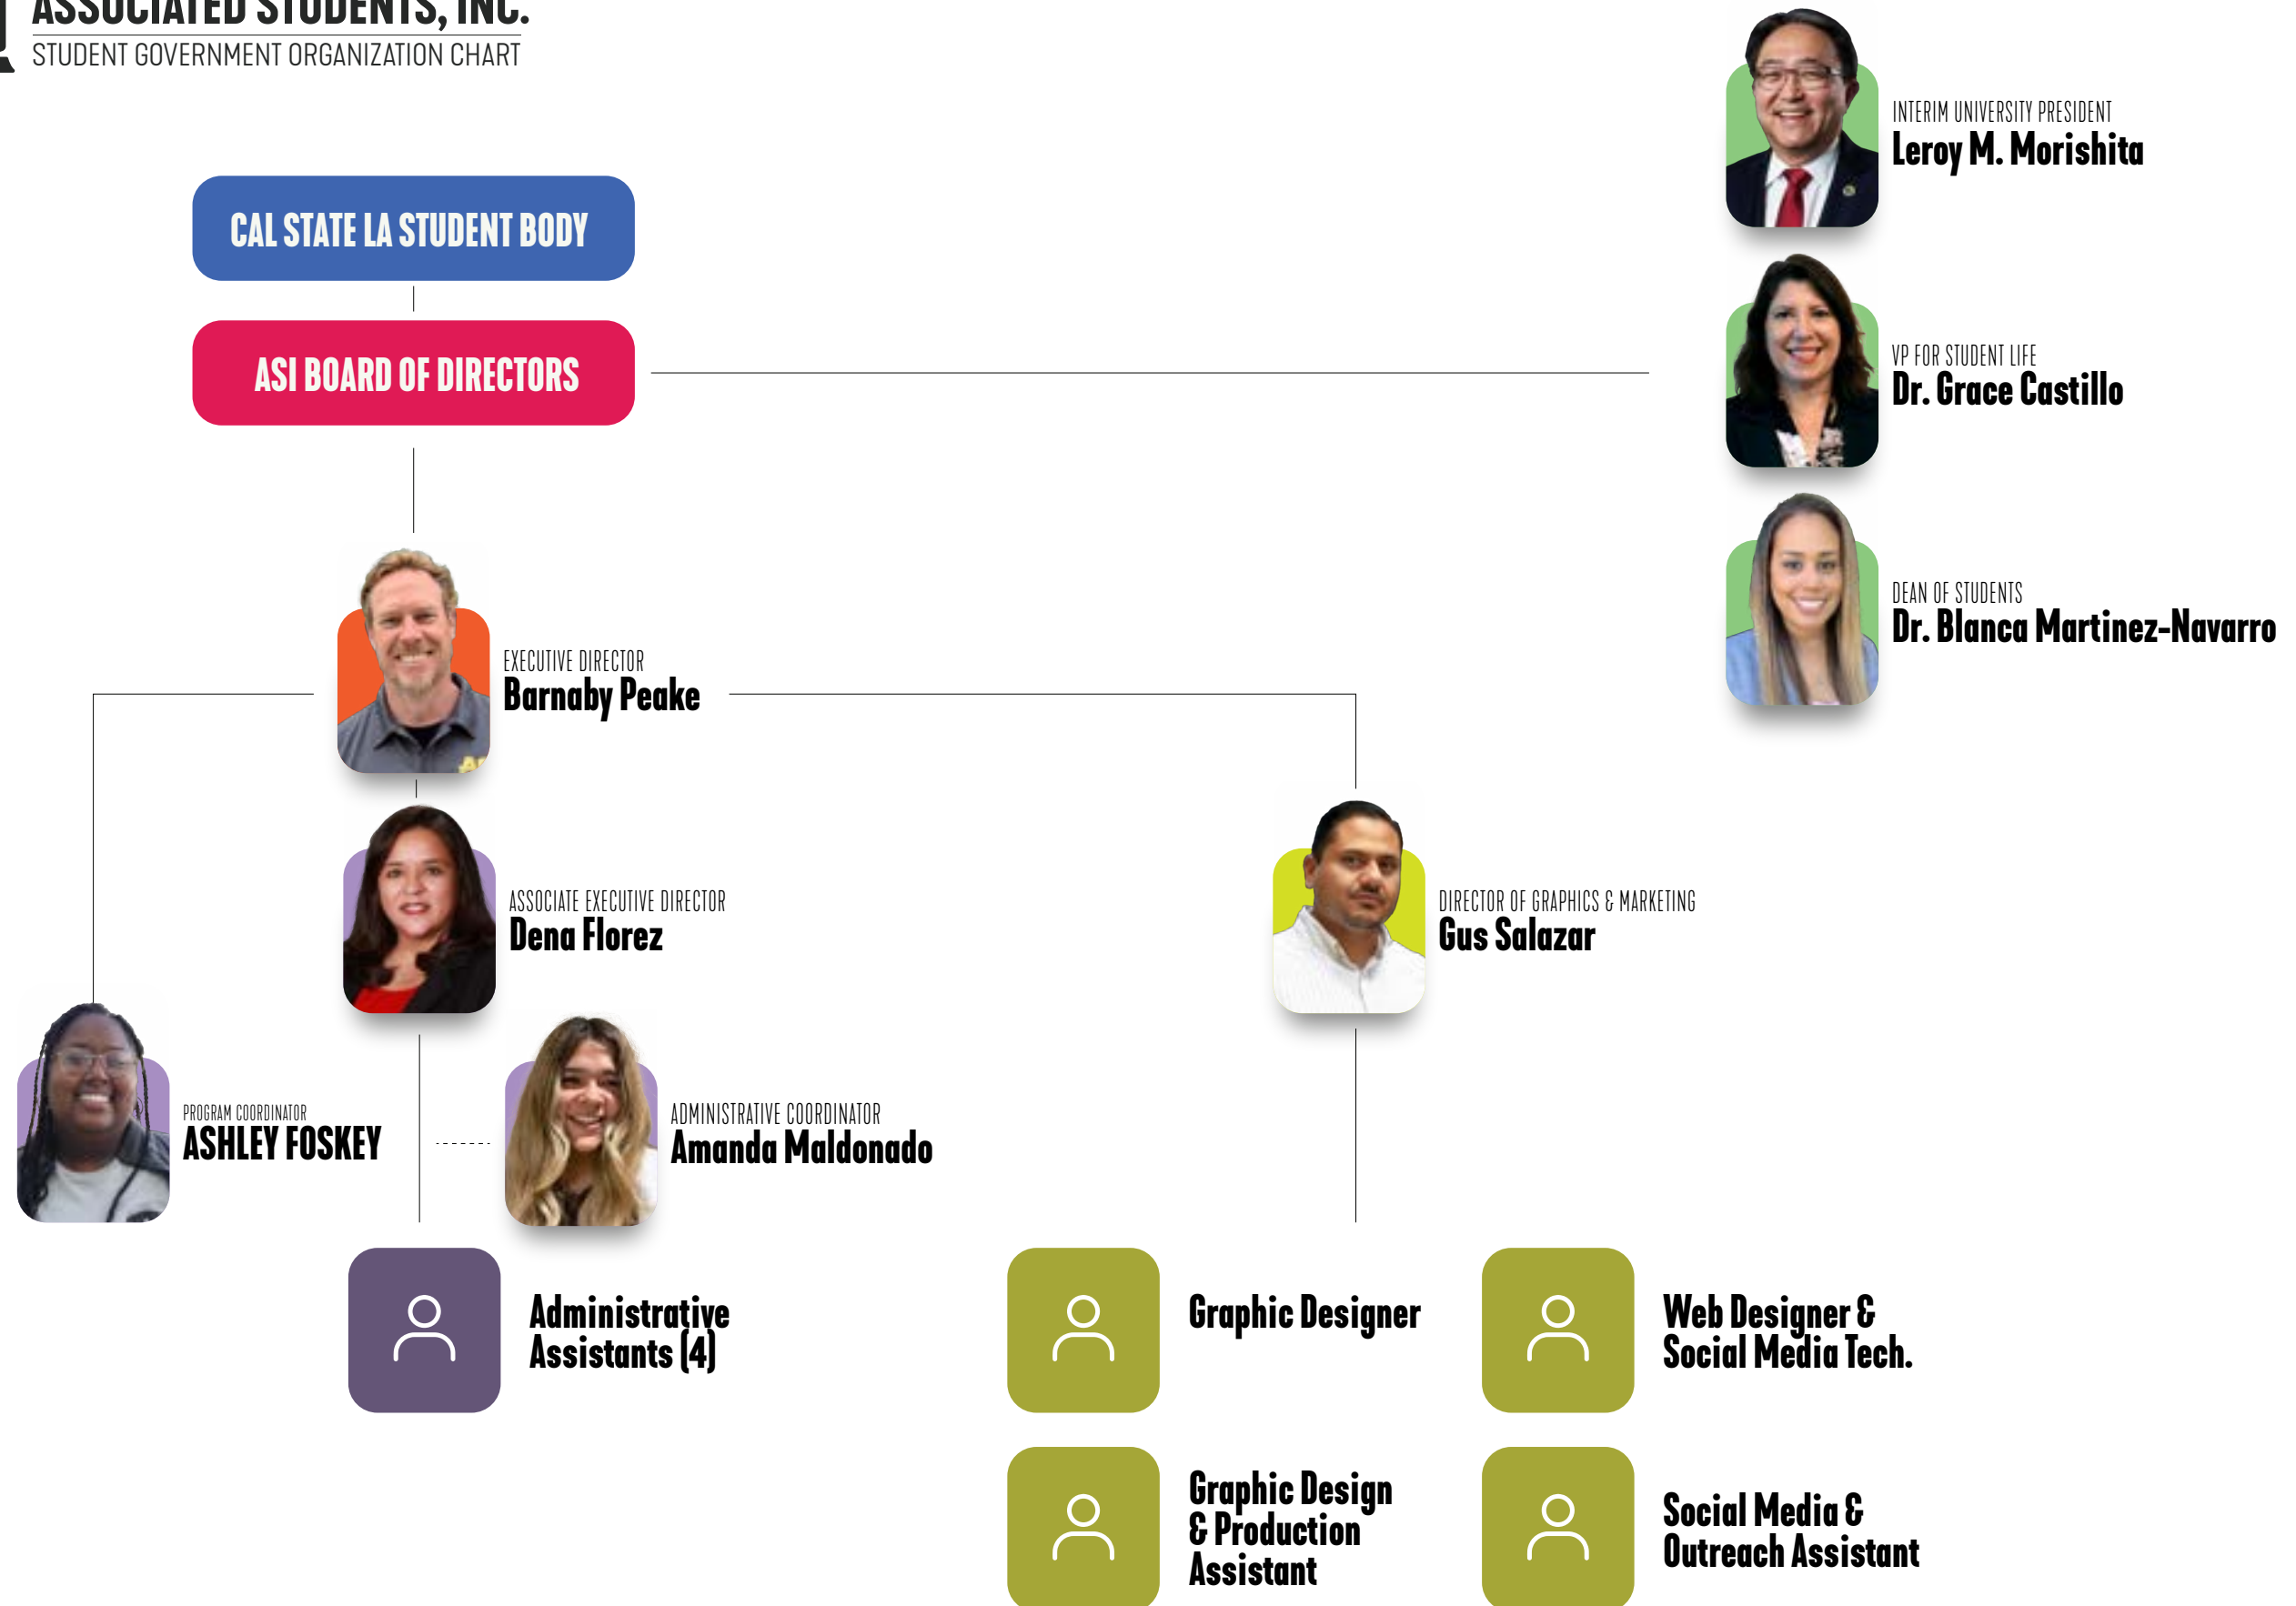 ASSOCIATED STUDENTS, INC.
STUDENT GOVERNMENT ORGANIZATION CHART
INTERIM UNIVERSITY PRESIDENT
Leroy M. Morishita
CAL STATE LA STUDENT BODY
VP FOR STUDENT LIFE
Dr. Grace Castillo
ASI BOARD OF DIRECTORS
DEAN OF STUDENTS
Dr. Blanca Martinez-Navarro
EXECUTIVE DIRECTOR
Barnaby Peake
ASSOCIATE EXECUTIVE DIRECTOR
Dena Florez
DIRECTOR OF GRAPHICS & MARKETING
Gus Salazar
PROGRAM COORDINATOR
ASHLEY FOSKEY
ADMINISTRATIVE COORDINATOR
Amanda Maldonado
Administrative
Assistants (4)
Graphic Designer
Web Designer &
Social Media Tech.
Graphic Design
& Production
Assistant
Social Media &
Outreach Assistant